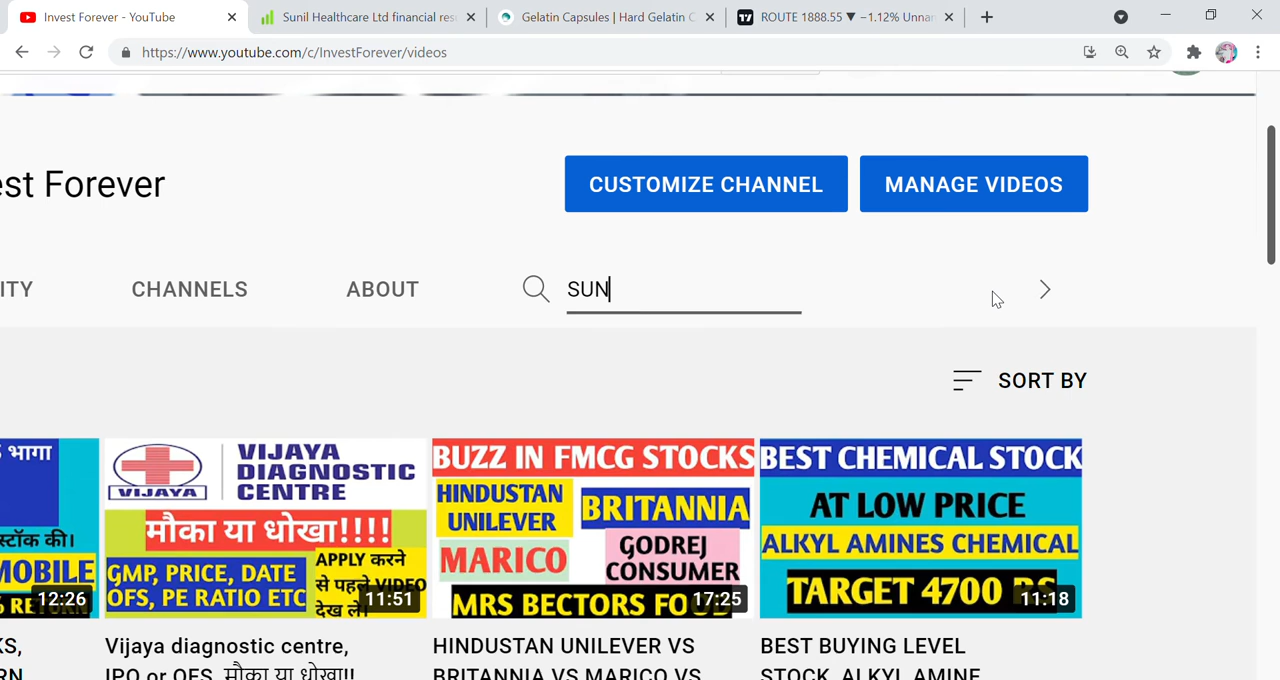 Invest Forever - YouTube
Sunil Healthcare Ltd financial res
Gelatin Capsules | Hard Gelatin C
ROUTE 1888.55 ▼ −1.12% Unnar
https://www.youtube.com/c/InvestForever/videos
est Forever
CUSTOMIZE CHANNEL
MANAGE VIDEOS
ITY
CHANNELS
ABOUT
SUN
SORT BY
भागा
स्टॉक की।
MOBILE
12:26
VIJAYA
VIJAYA
DIAGNOSTIC
CENTRE
मौका या धोखा!!!!
GMP, PRICE, DATE
OFS, PE RATIO ETC
APPLY करने
से पहले VIDEO
देख ले।
11:51
BUZZ IN FMCG STOCKS
HINDUSTAN
UNILEVER
BRITANNIA
MARICO
GODREJ
CONSUMER
MRS BECTORS FOOD
17:25
BEST CHEMICAL STOCK
AT LOW PRICE
ALKYL AMINES CHEMICAL
TARGET 4700 RS
11:18
KS,
RN
Vijaya diagnostic centre,
IPO or OFS, मौका या धोखा!!
HINDUSTAN UNILEVER VS
BRITANNIA VS MARICO VS
BEST BUYING LEVEL
STOCK, ALKYL AMINE